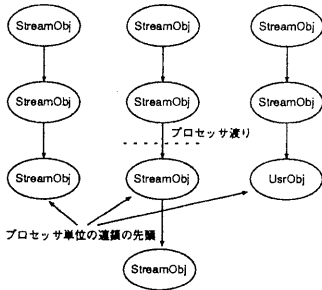 StreamObj StreamObj StreamObj
StreamObj StreamObj StreamObj
プロセッサ渡り
StreamObj StreamObj UsrObj
プロセッサ単位の連鎖の先頭
StreamObj